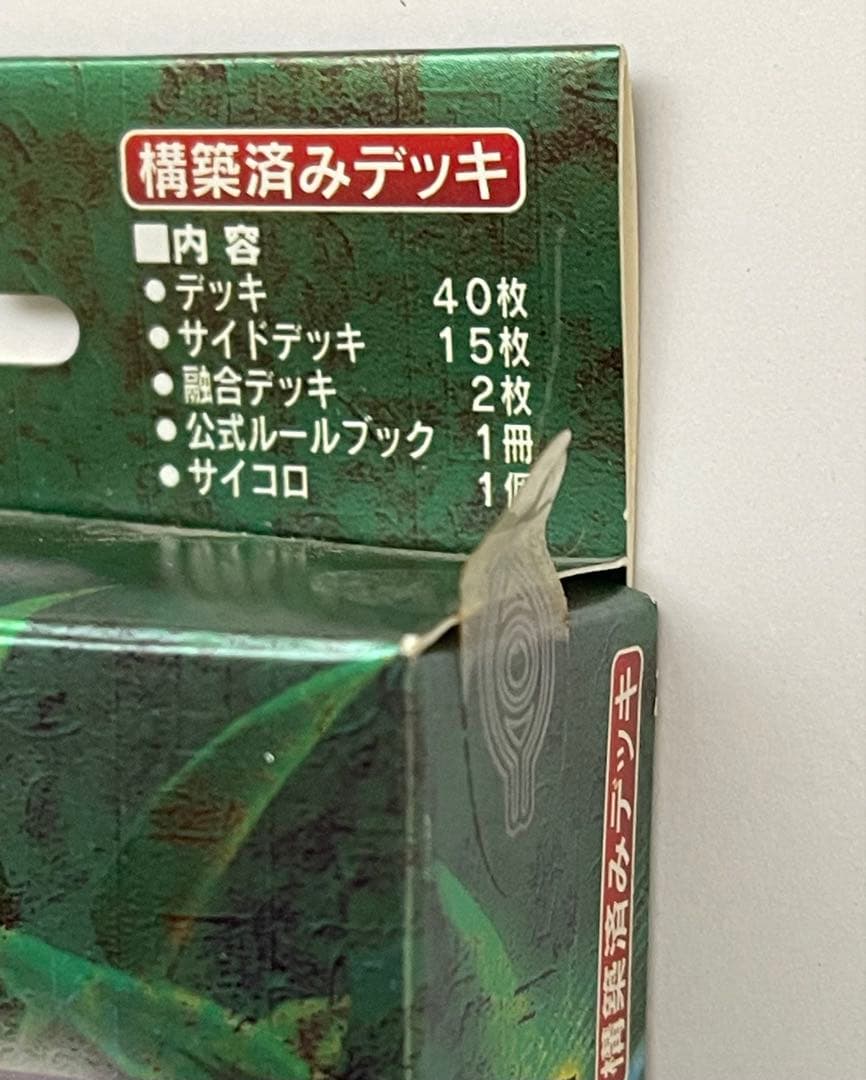 構築済みデッキ
■内 容
●デッキ 40枚
●サイドデッキ 15枚
●融合デッキ 2枚
●公式ルールブック 1冊
●サイコロ 1個
構築済みデッキ